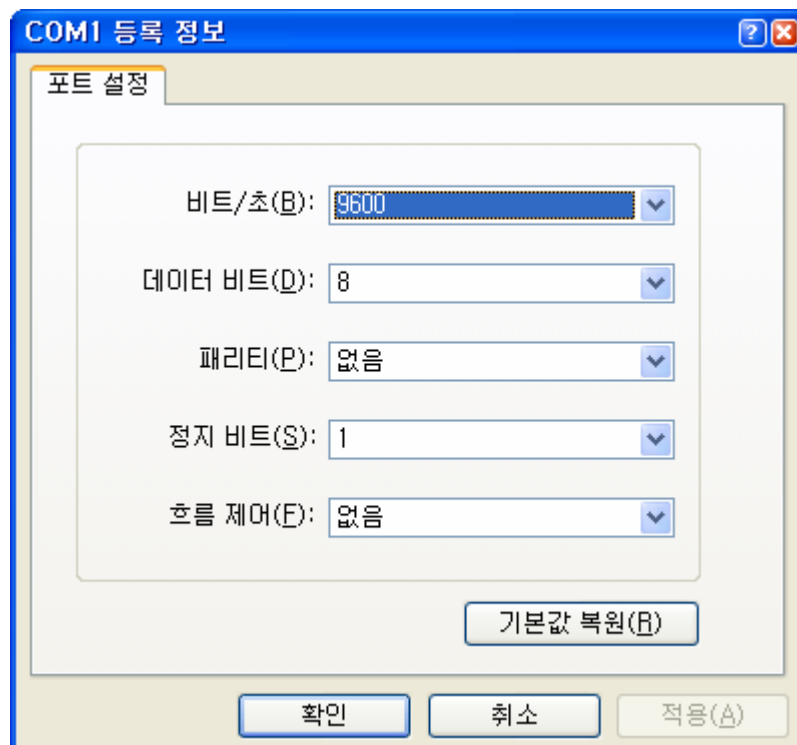 COM1 등록 정보
포트 설정
비트/초(B): 9600
데이터 비트(D): 8
패리티(P): 없음
정지 비트(S): 1
흐름 제어(F): 없음
기본값 복원(R)
확인 취소 적용(A)